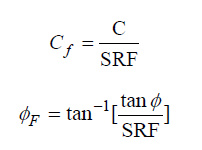 C_f = C / SRF
ϕ_F = tan⁻¹[tan ϕ / SRF]